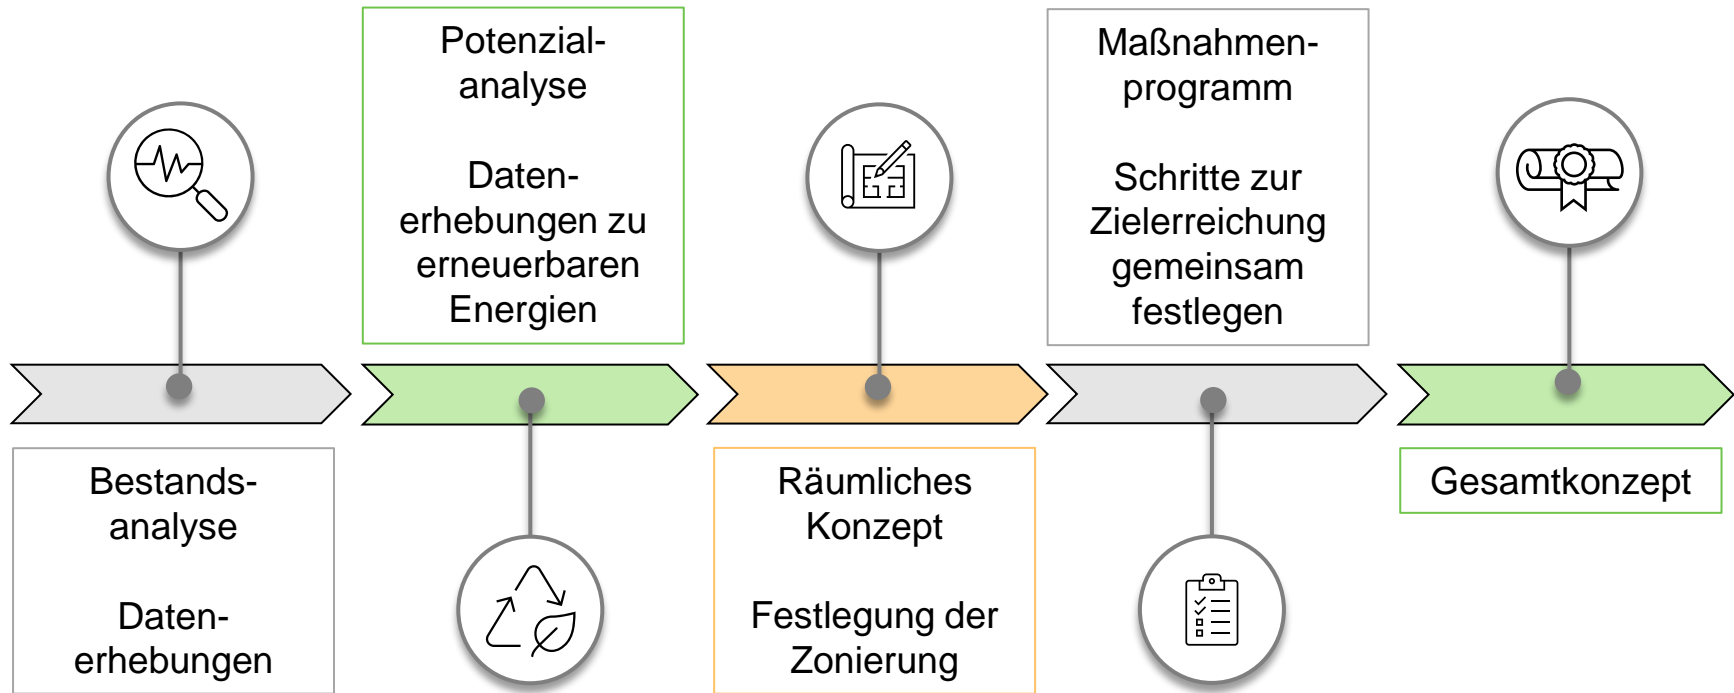 Bestands-
analyse
Daten-
erhebungen
Potenzial-
analyse
Daten-
erhebungen zu
erneuerbaren
Energien
Räumliches
Konzept
Festlegung der
Zonierung
Maßnahmen-
programm
Schritte zur
Zielerreichung
gemeinsam
festlegen
Gesamtkonzept